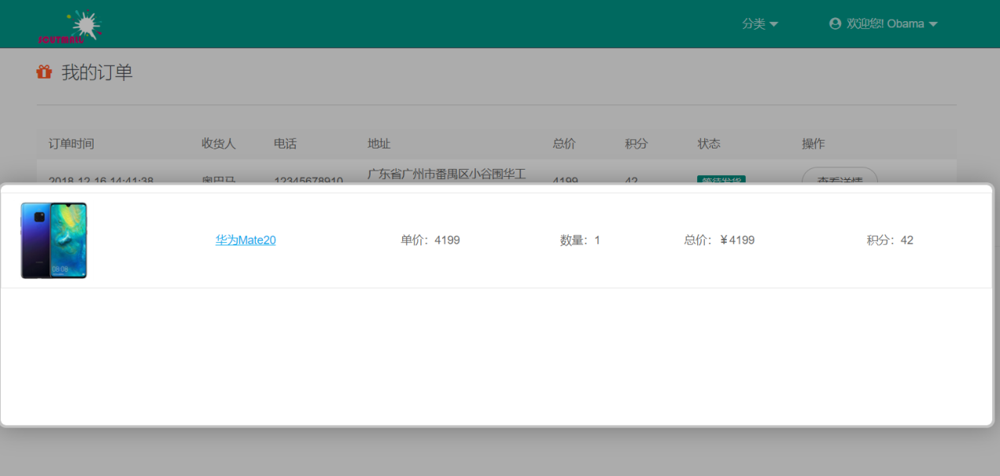 SCUTMALL
分类
欢迎您! Obama
我的订单
订单时间 收货人 电话 地址 总价 积分 状态 操作
2018-12-16 14:41:38 奥巴马 12345678910 广东省广州市番禺区小谷围华工 4199 42 等待发货 查看详情
08:08
华为Mate20 单价：4199 数量：1 总价：￥4199 积分：42